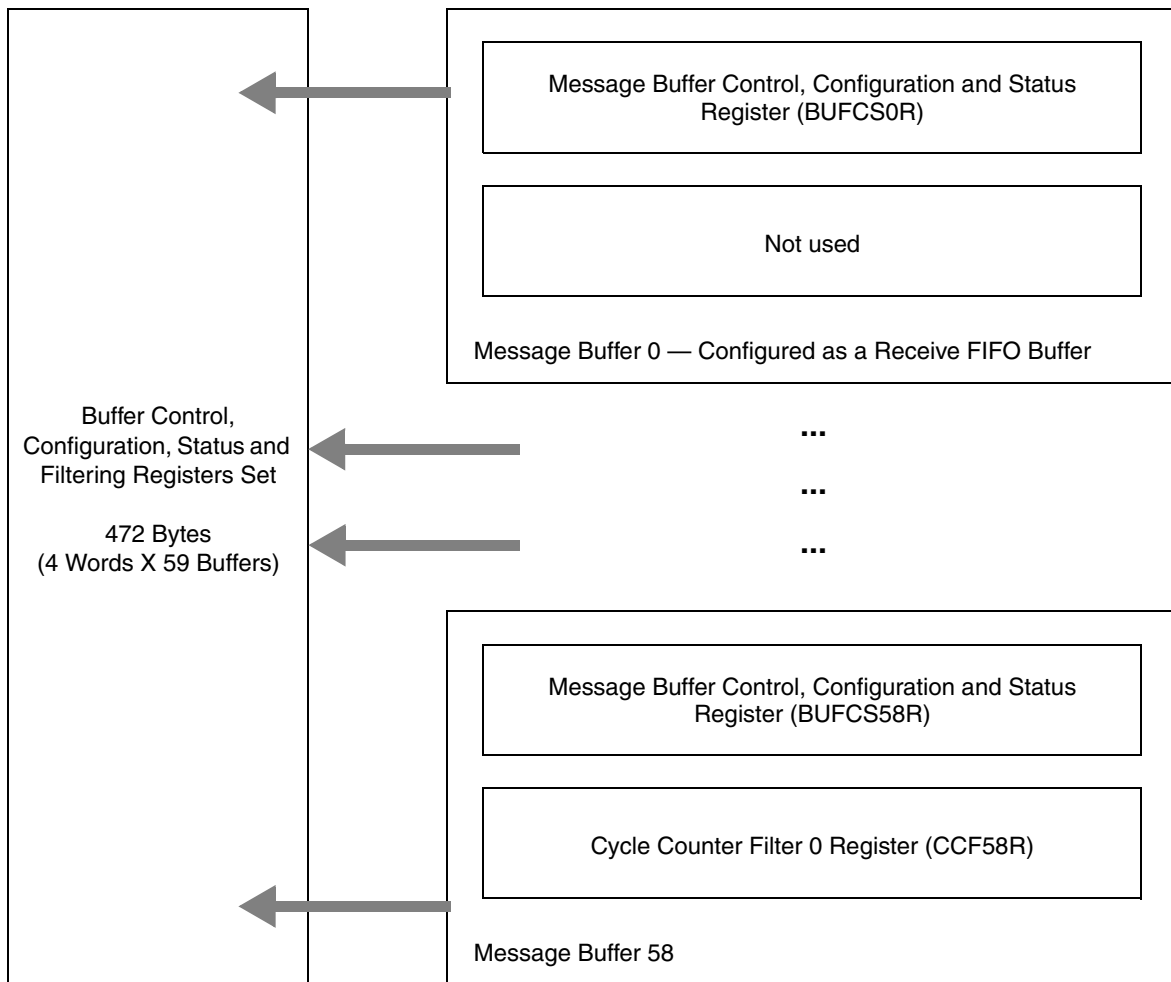 Message Buffer Control, Configuration and Status
Register (BUFCS0R)
Not used
Message Buffer 0 — Configured as a Receive FIFO Buffer
Buffer Control,
Configuration, Status and
Filtering Registers Set
472 Bytes
(4 Words X 59 Buffers)
...
...
...
Message Buffer Control, Configuration and Status
Register (BUFCS58R)
Cycle Counter Filter 0 Register (CCF58R)
Message Buffer 58